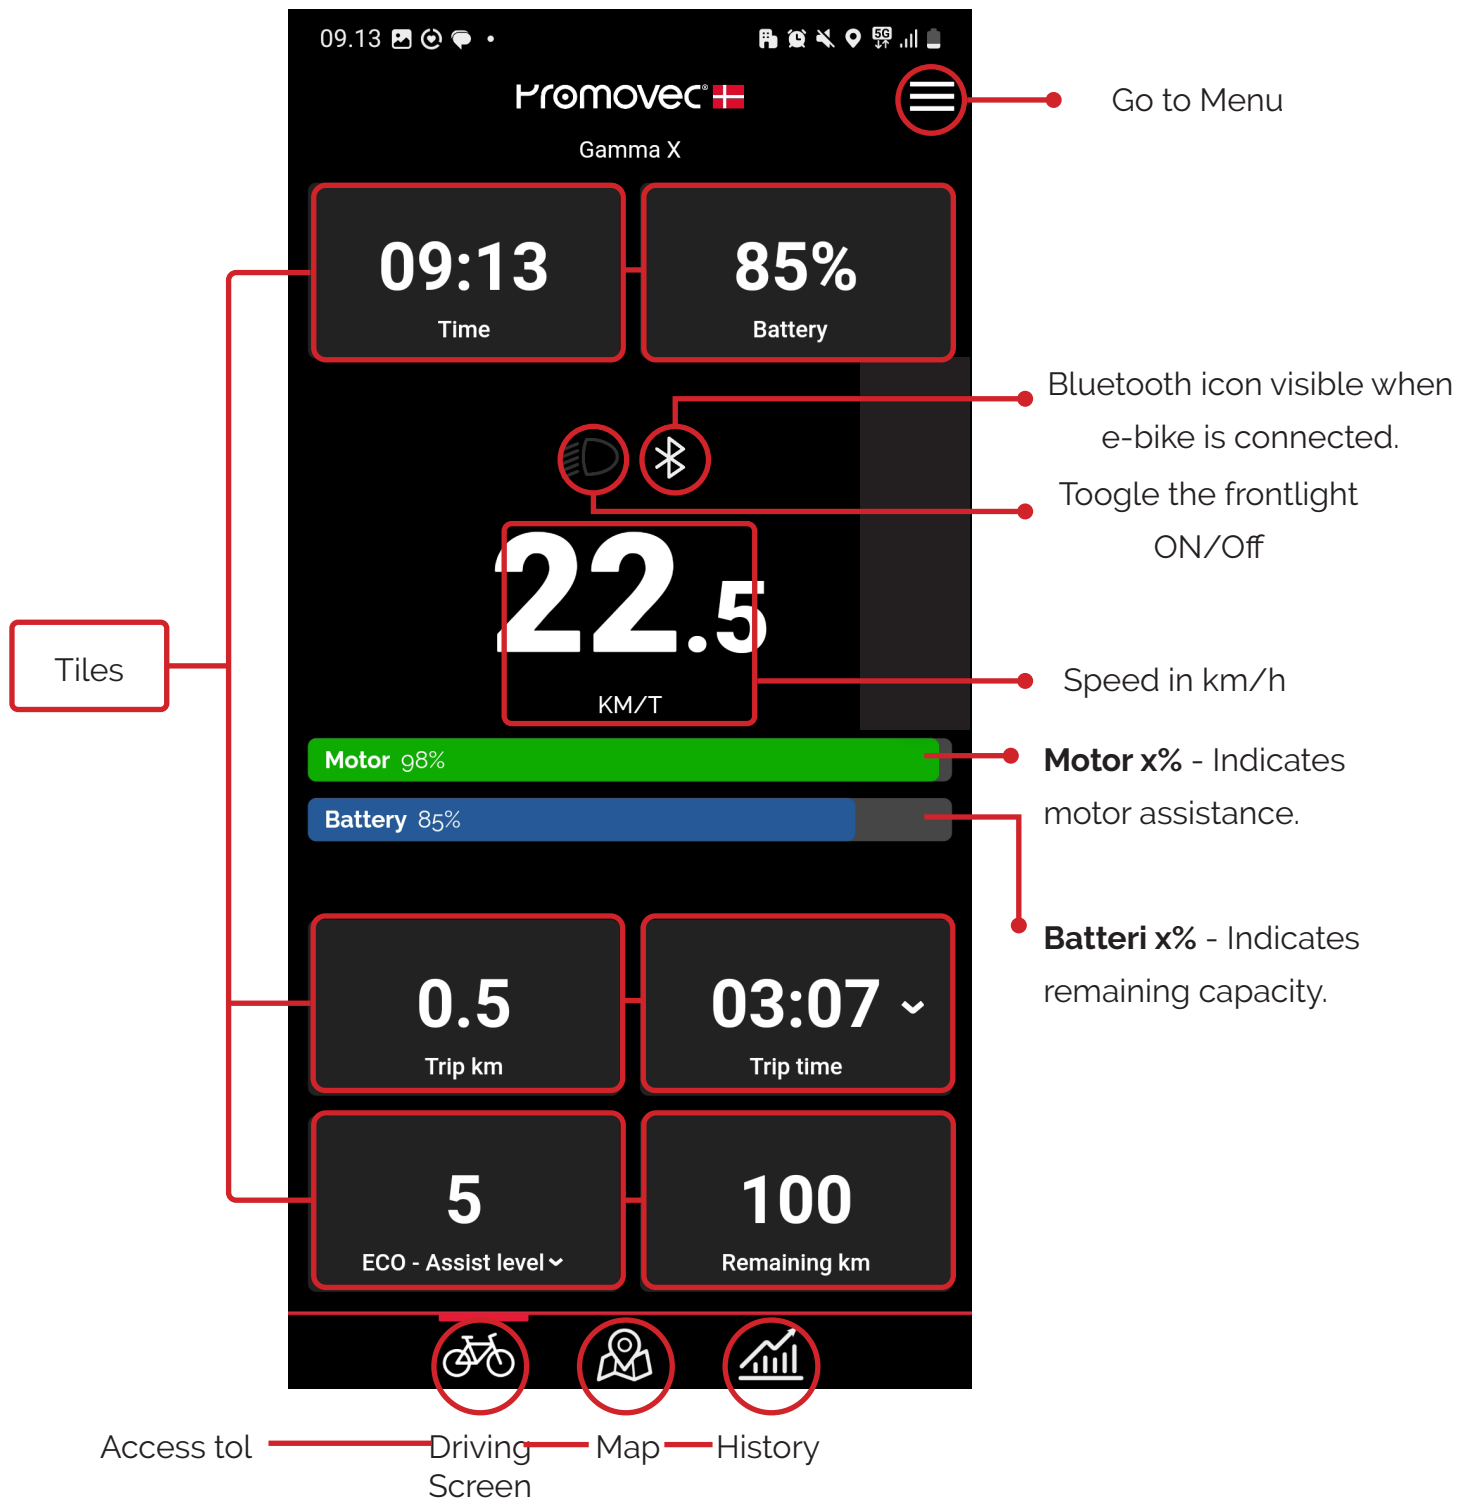 09.13
5G
Promovec®
Go to Menu
Gamma X
09:13
Time
85%
Battery
Bluetooth icon visible when
e-bike is connected.
Toogle the frontlight
ON/Off
22.5
KM/T
Tiles
Speed in km/h
Motor 98%
Motor x% - Indicates
motor assistance.
Battery 85%
Batteri x% - Indicates
remaining capacity.
0.5
Trip km
03:07
Trip time
5
ECO - Assist level
100
Remaining km
Access tol
Driving
Screen
Map
History